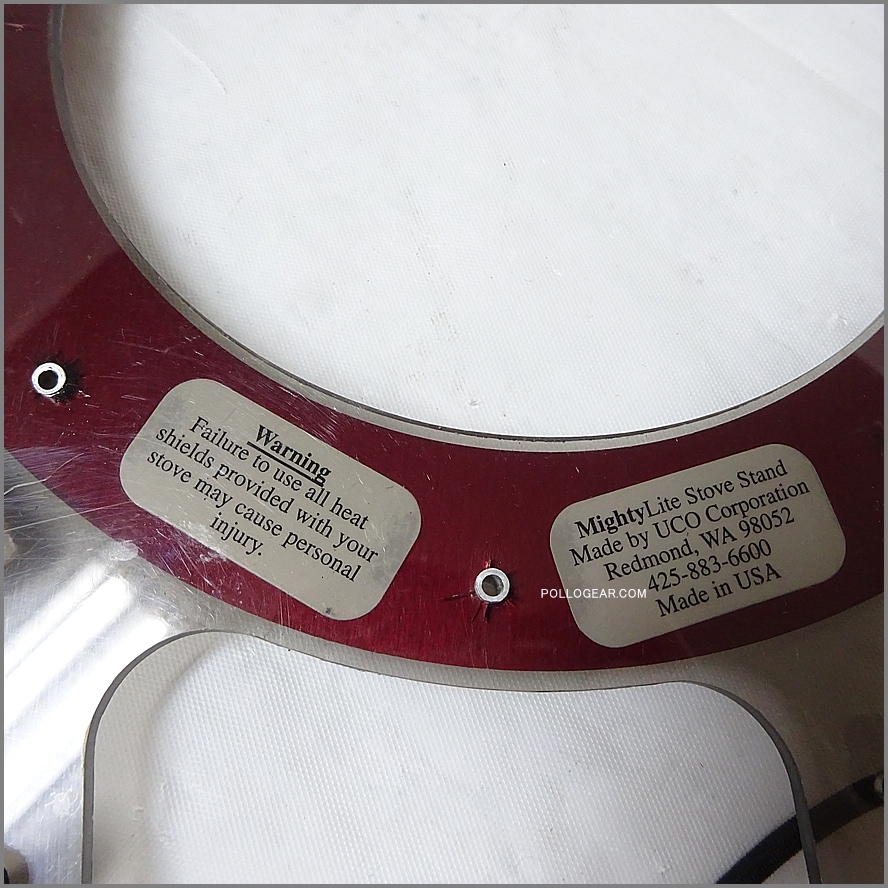 Warning
Failure to use all heat
shields provided with your
stove may cause personal
injury.
MightyLite Stove Stand
Made by UCO Corporation
Redmond, WA 98052
425-883-6600
Made in USA
POLLOGEAR.COM